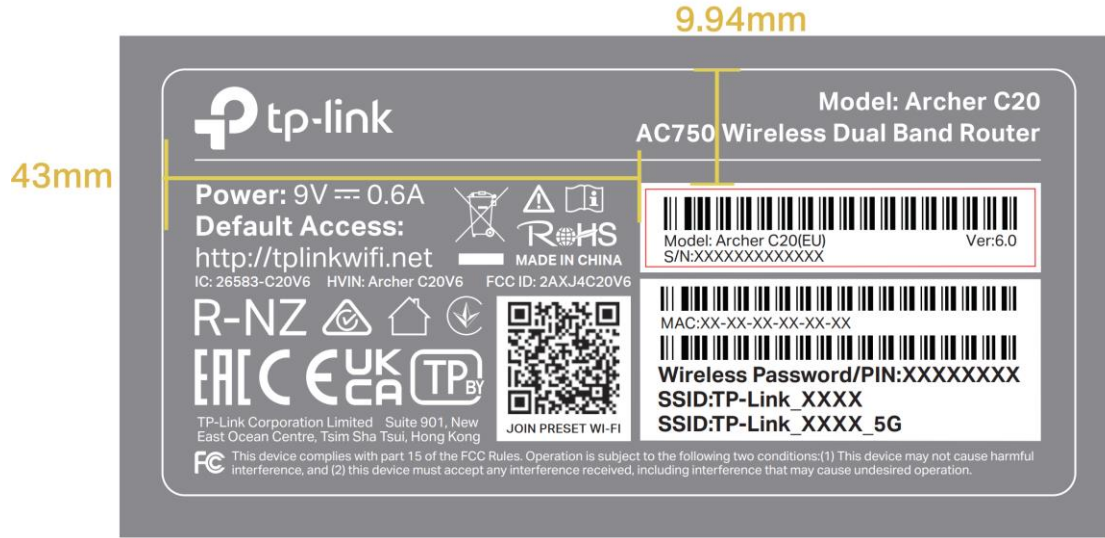 9.94mm
43mm
tp-link
Model: Archer C20
AC750 Wireless Dual Band Router
Power: 9V ⎓ 0.6A
Default Access:
http://tplinkwifi.net
RoHS
MADE IN CHINA
IC: 26583-C20V6 HVIN: Archer C20V6 FCC ID: 2AXJ4C20V6
R-NZ
EAC CE UK CA TP BY
TP-Link Corporation Limited Suite 901, New
East Ocean Centre, Tsim Sha Tsui, Hong Kong
JOIN PRESET WI-FI
Model: Archer C20(EU) Ver:6.0
S/N:XXXXXXXXXXXXX
MAC:XX-XX-XX-XX-XX-XX
Wireless Password/PIN:XXXXXXXX
SSID:TP-Link_XXXX
SSID:TP-Link_XXXX_5G
FC This device complies with part 15 of the FCC Rules. Operation is subject to the following two conditions:(1) This device may not cause harmful
interference, and (2) this device must accept any interference received, including interference that may cause undesired operation.